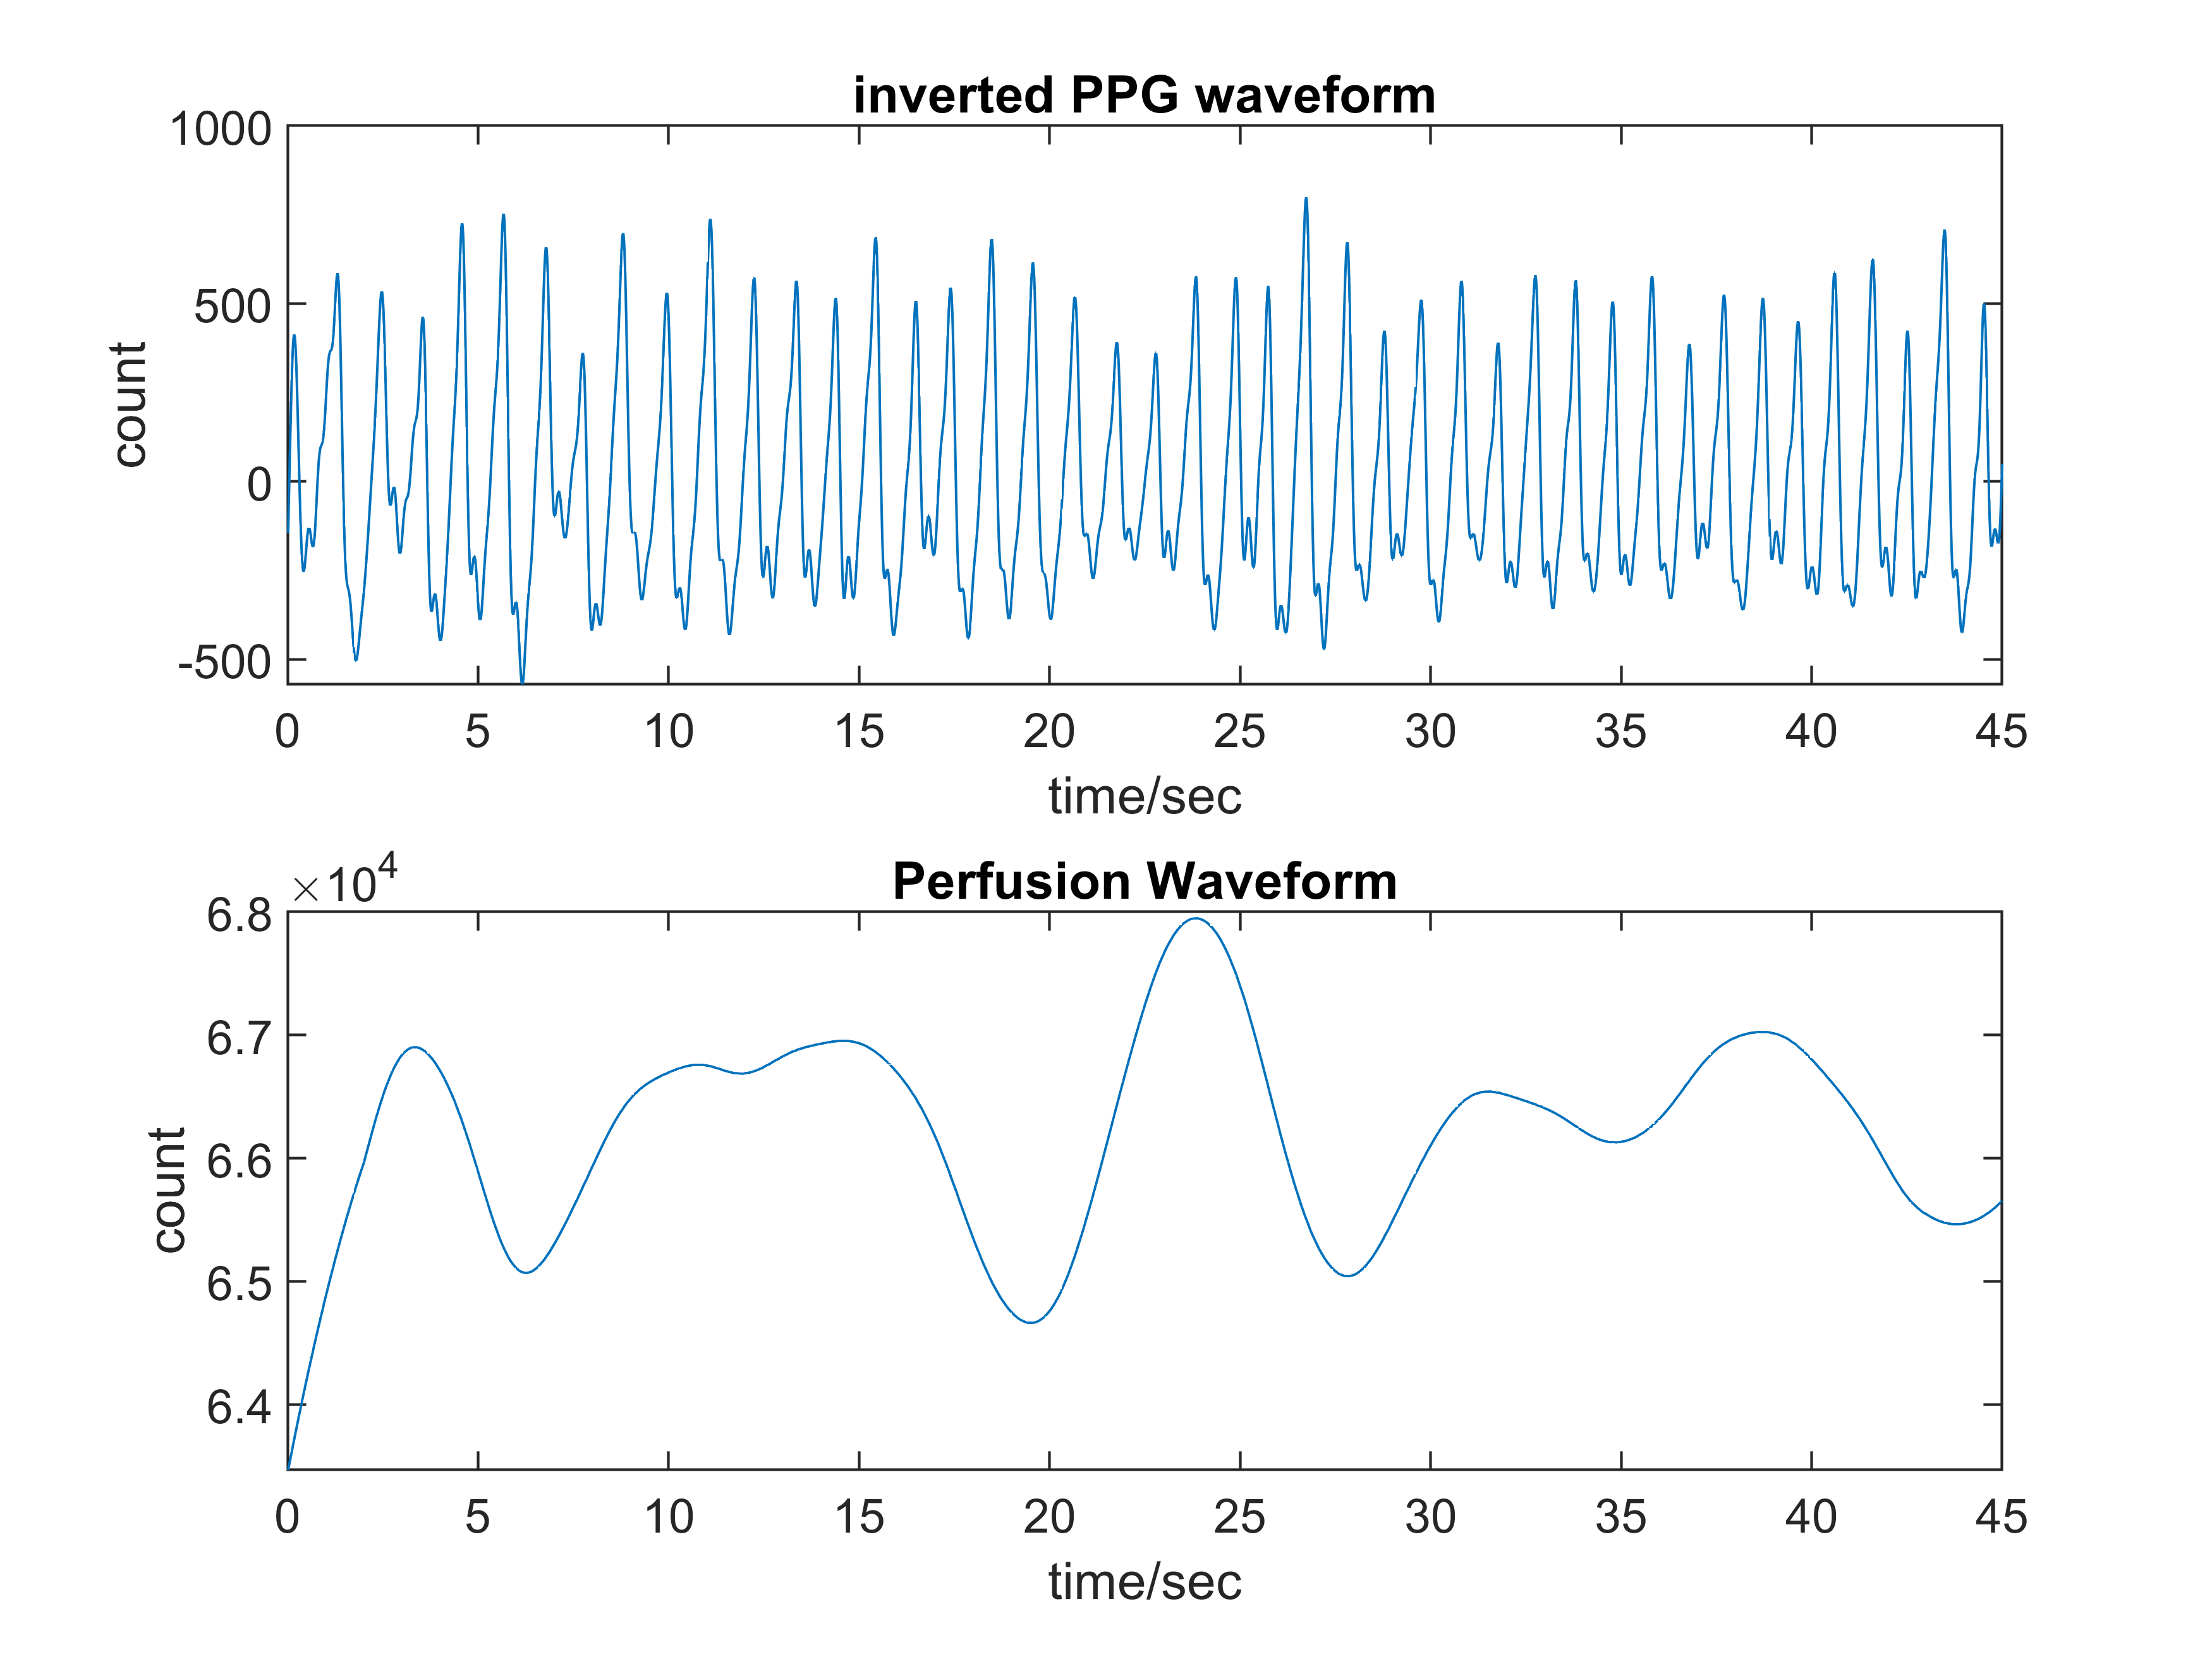 inverted PPG waveform
1000
500
0
-500
count
0 5 10 15 20 25 30 35 40 45
time/sec
×10^4
Perfusion Waveform
6.8
6.7
6.6
6.5
6.4
count
0 5 10 15 20 25 30 35 40 45
time/sec